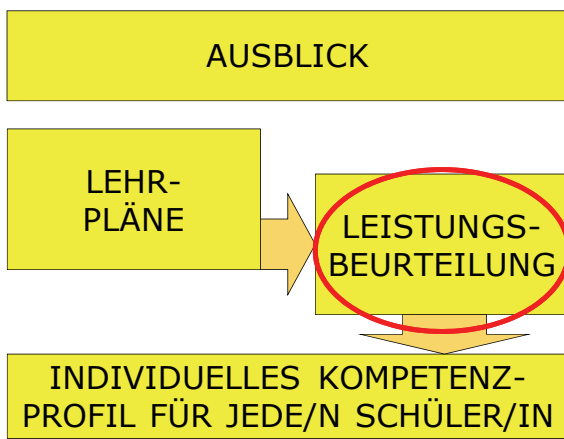 AUSBLICK
LEHR-
PLÄNE
LEISTUNGS-
BEURTEILUNG
INDIVIDUELLES KOMPETENZ-
PROFIL FÜR JEDE/N SCHÜLER/IN